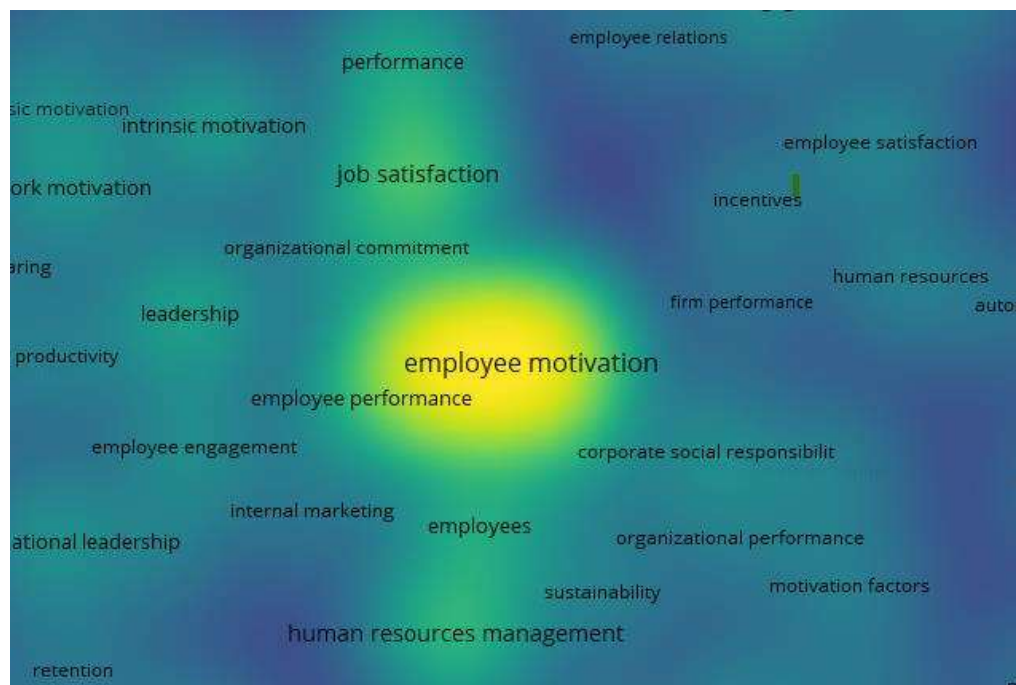 employee relations
performance
sic motivation
intrinsic motivation
employee satisfaction
job satisfaction
ork motivation
incentives
organizational commitment
aring
human resources
firm performance
auto
leadership
productivity
employee motivation
employee performance
employee engagement
corporate social responsibilit
internal marketing
employees
organizational performance
ational leadership
motivation factors
sustainability
human resources management
retention